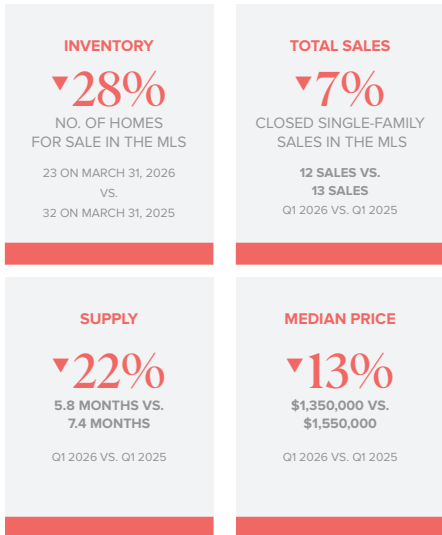 INVENTORY
▼28%
NO. OF HOMES
FOR SALE IN THE MLS
23 ON MARCH 31, 2026
VS.
32 ON MARCH 31, 2025
TOTAL SALES
▼7%
CLOSED SINGLE-FAMILY
SALES IN THE MLS
12 SALES VS.
13 SALES
Q1 2026 VS. Q1 2025
SUPPLY
▼22%
5.8 MONTHS VS.
7.4 MONTHS
Q1 2026 VS. Q1 2025
MEDIAN PRICE
▼13%
$1,350,000 VS.
$1,550,000
Q1 2026 VS. Q1 2025